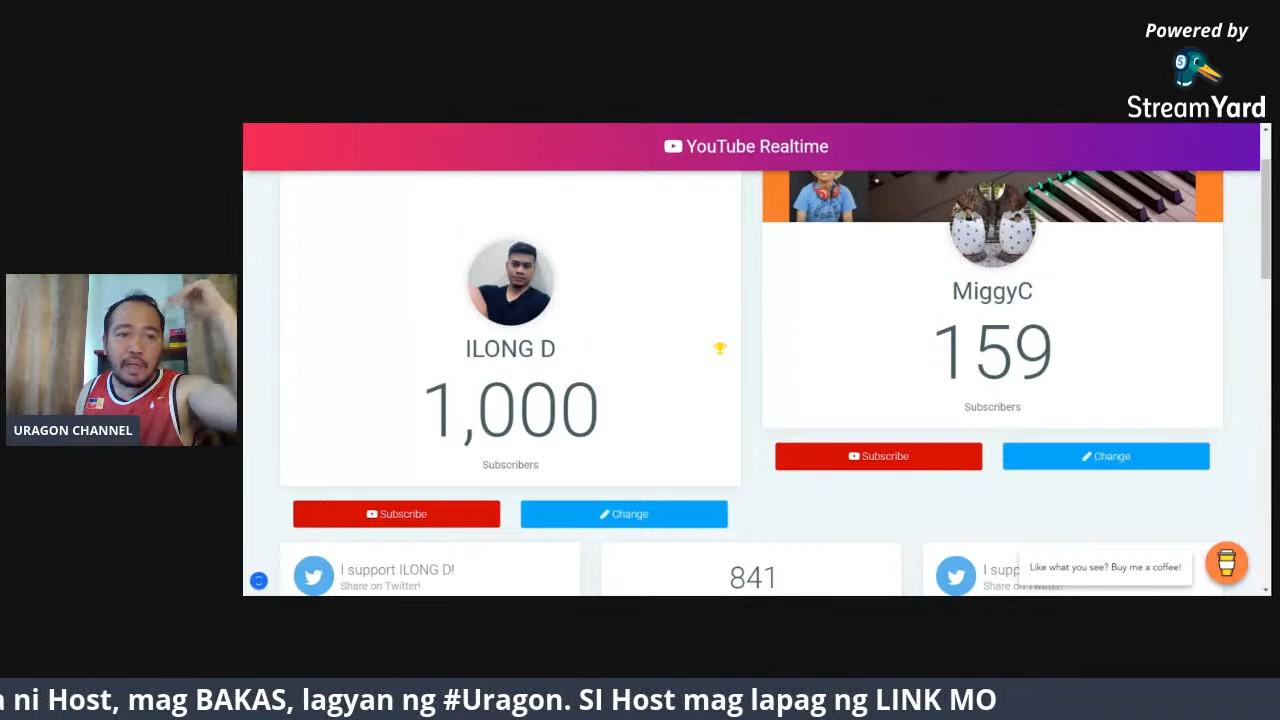 Powered by
StreamYard
YouTube Realtime
ILONG D
1,000
Subscribers
Subscribe
Change
MiggyC
159
Subscribers
Subscribe
Change
I support ILONG D!
Share on Twitter!
841
I supp
Like what you see? Buy me a coffee!
URAGON CHANNEL
a ni Host, mag BAKAS, lagyan ng #Uragon. SI Host mag lapag ng LINK MO